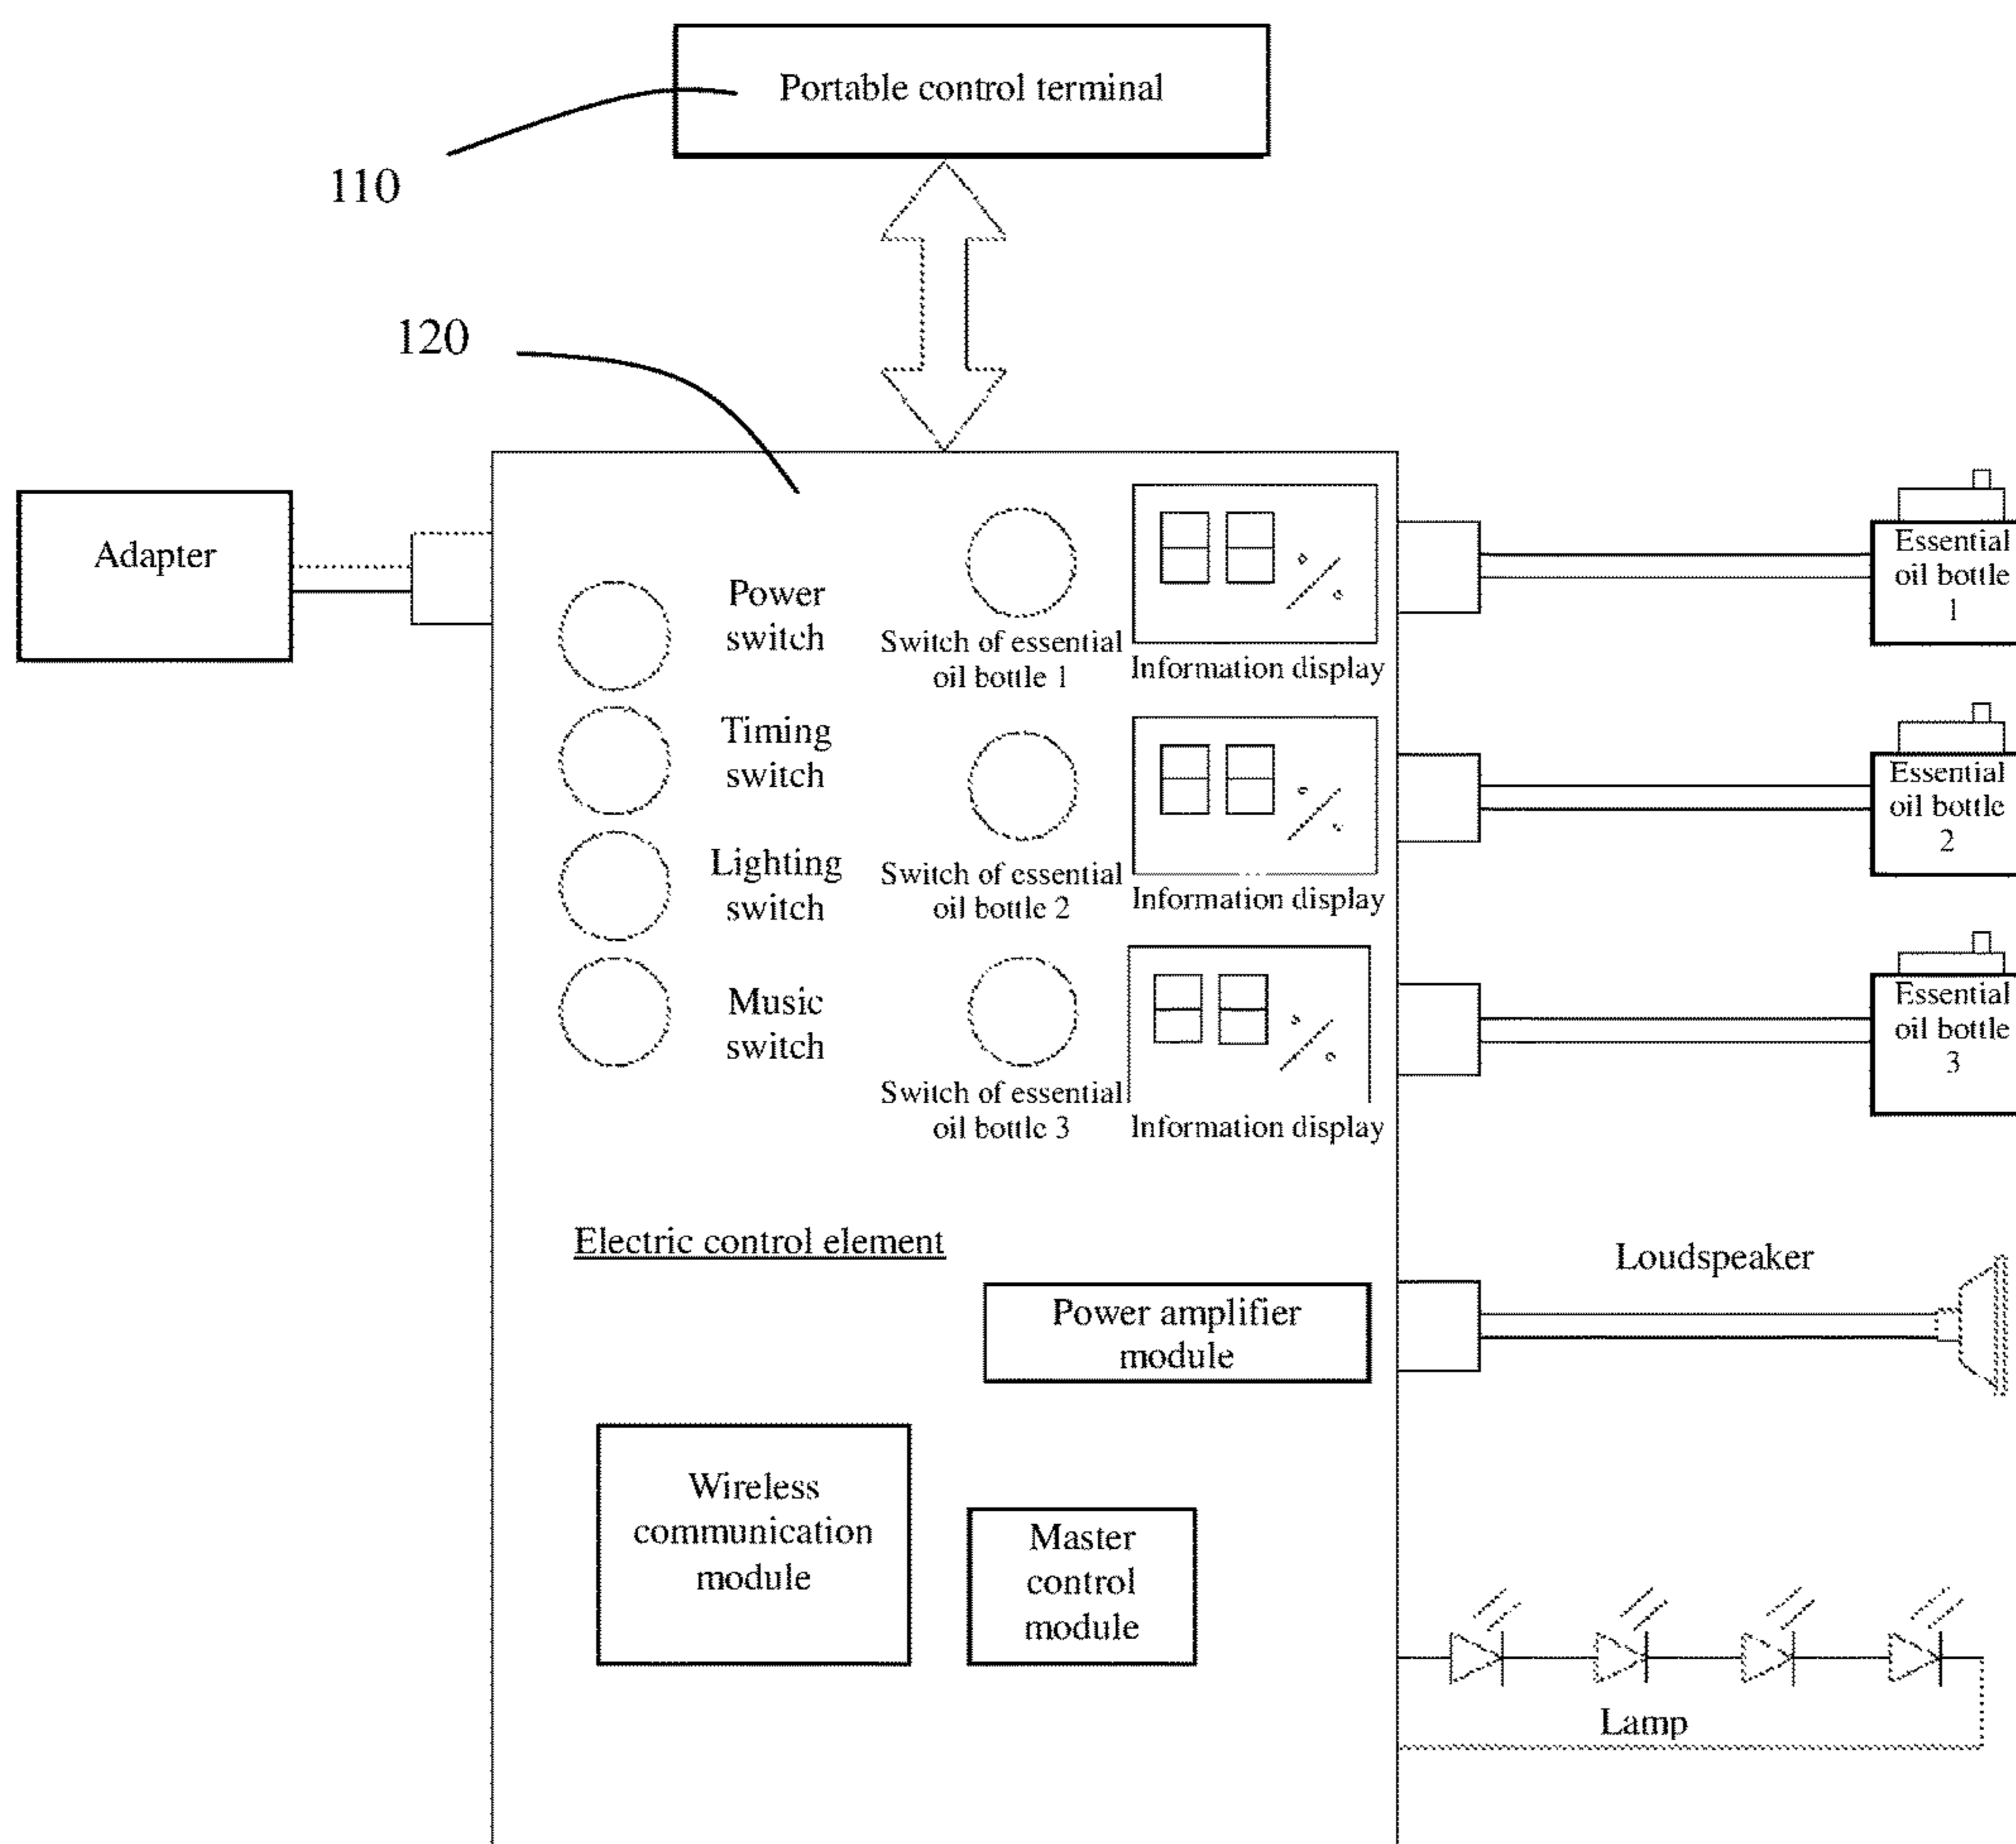 Portable control terminal
110
120
Adapter
Power
switch
Timing
switch
Lighting
switch
Music
switch
Switch of essential
oil bottle 1
Information display
Switch of essential
oil bottle 2
Information display
Switch of essential
oil bottle 3
Information display
Essential
oil bottle
1
Essential
oil bottle
2
Essential
oil bottle
3
Electric control element
Power amplifier
module
Loudspeaker
Wireless
communication
module
Master
control
module
Lamp